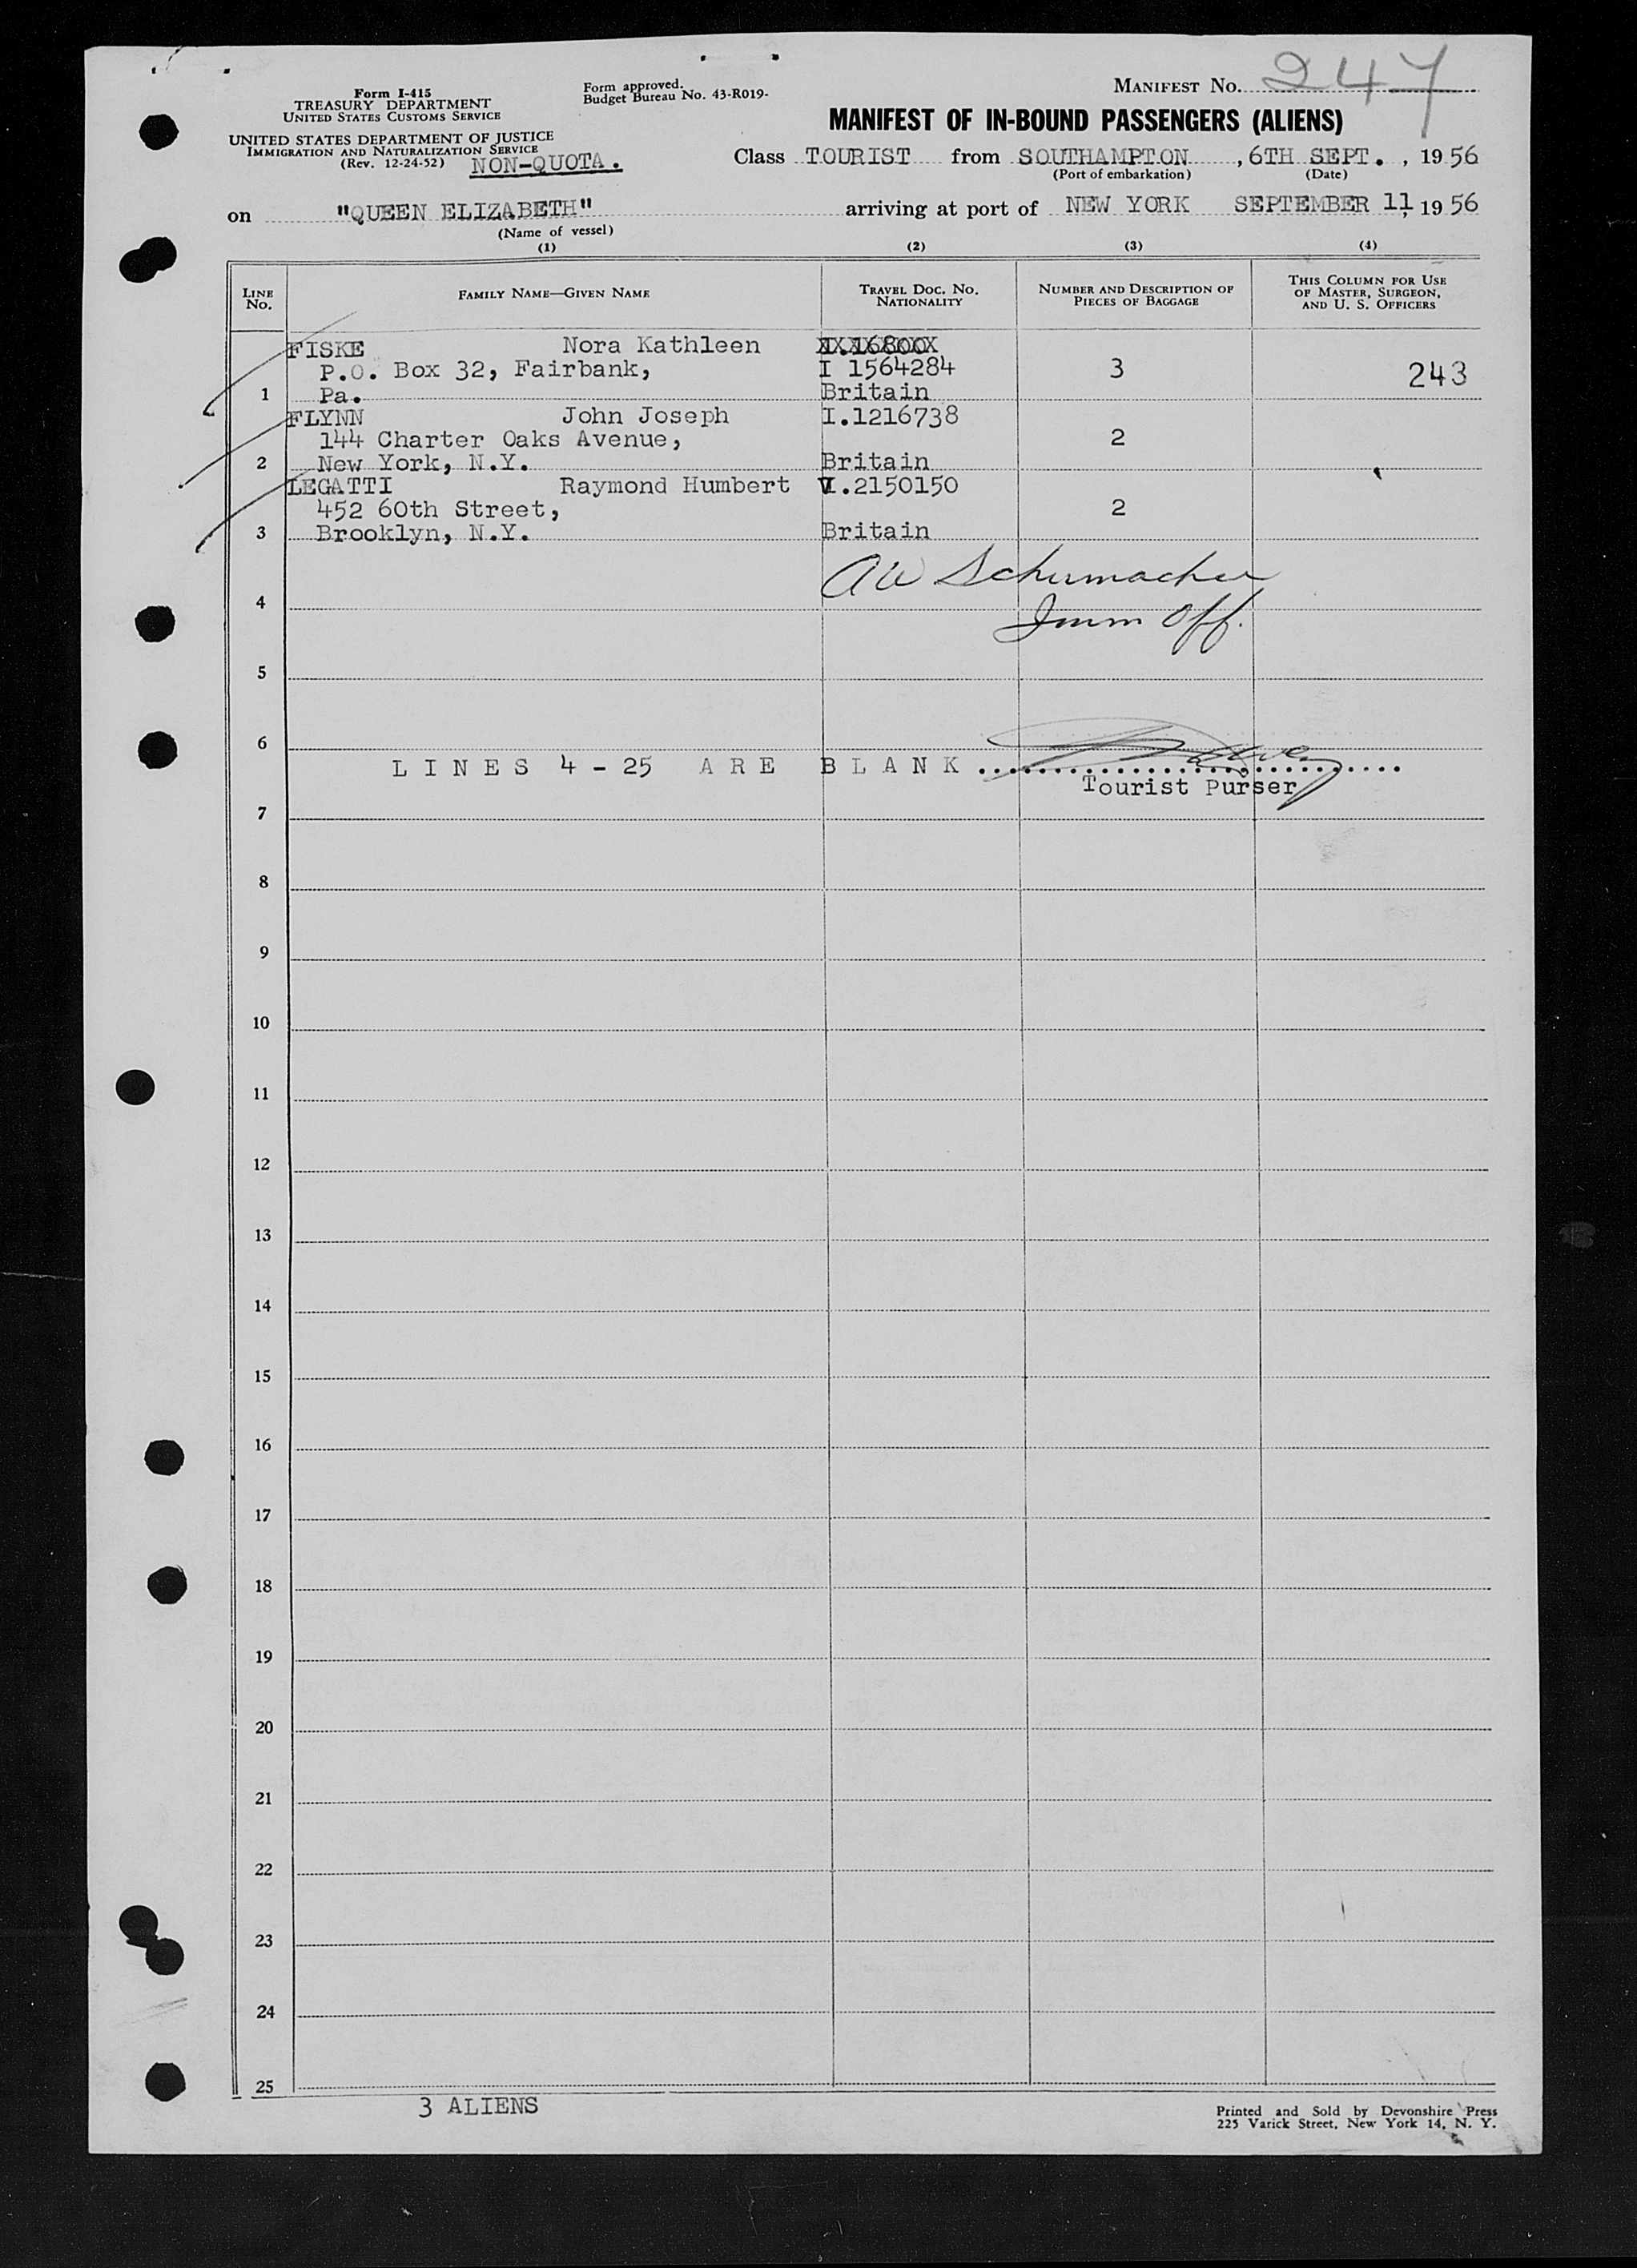 Form I-415
TREASURY DEPARTMENT
UNITED STATES CUSTOMS SERVICE
UNITED STATES DEPARTMENT OF JUSTICE
IMMIGRATION AND NATURALIZATION SERVICE
(Rev. 12-24-52) NON-QUOTA.
Form approved.
Budget Bureau No. 43-R019-
MANIFEST No. 247
MANIFEST OF IN-BOUND PASSENGERS (ALIENS)
Class TOURIST from SOUTHAMPTON, 6TH SEPT., 1956
(Port of embarkation) (Date)
on "QUEEN ELIZABETH" arriving at port of NEW YORK SEPTEMBER 11, 1956
(Name of vessel)
(1) (2) (3) (4)
LINE No. FAMILY NAME—GIVEN NAME TRAVEL DOC. NO. NATIONALITY NUMBER AND DESCRIPTION OF PIECES OF BAGGAGE THIS COLUMN FOR USE OF MASTER, SURGEON, AND U. S. OFFICERS
FISKE Nora Kathleen
P.O. Box 32, Fairbank, I 1564284 3 243
1 Pa. Britain
FLYNN John Joseph I.1216738
144 Charter Oaks Avenue, 2
2 New York, N.Y. Britain
LEGATTI Raymond Humbert I.2150150
452 60th Street, 2
3 Brooklyn, N.Y. Britain
AW Schumacher
4
Imm Off.
5
6
LINES 4 - 25 ARE BLANK
Tourist Purser
7
8
9
10
11
12
13
14
15
16
17
18
19
20
21
22
23
24
25
3 ALIENS
Printed and Sold by Devonshire Press
225 Varick Street, New York 14, N. Y.